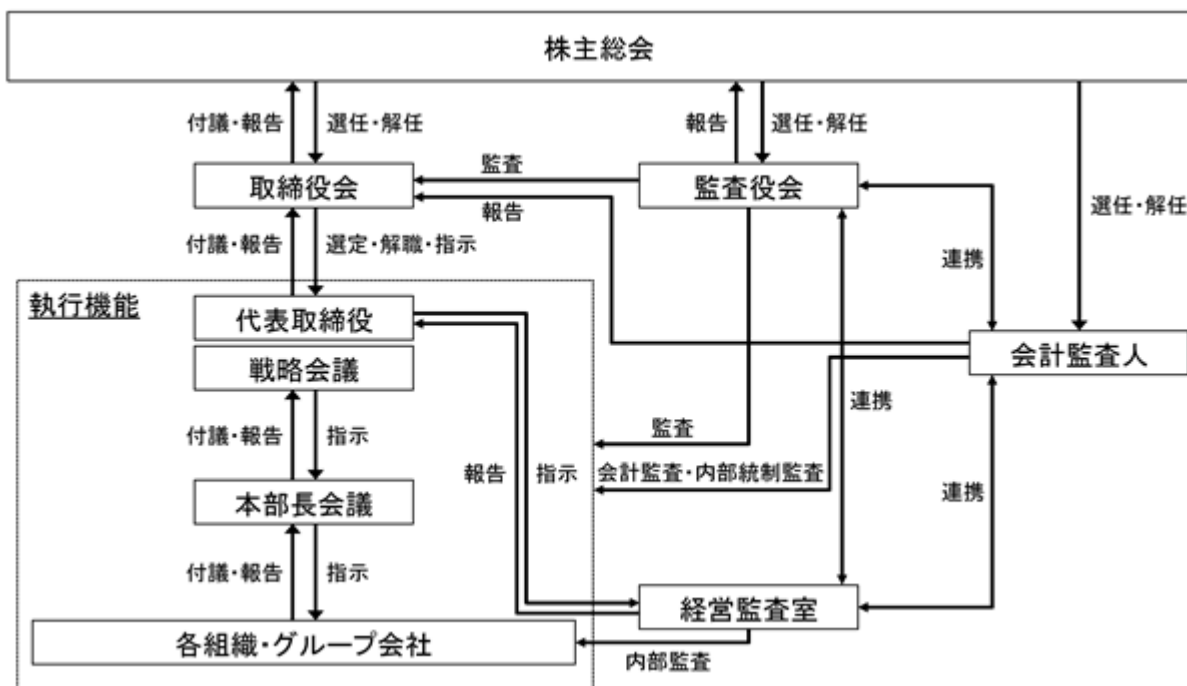 株主総会
付議・報告
選任・解任
報告
選任・解任
選任・解任
取締役会
監査
監査役会
報告
付議・報告
選定・解職・指示
連携
執行機能
代表取締役
戦略会議
会計監査人
付議・報告
指示
報告
指示
監査
連携
会計監査・内部統制監査
連携
本部長会議
付議・報告
指示
経営監査室
各組織・グループ会社
内部監査